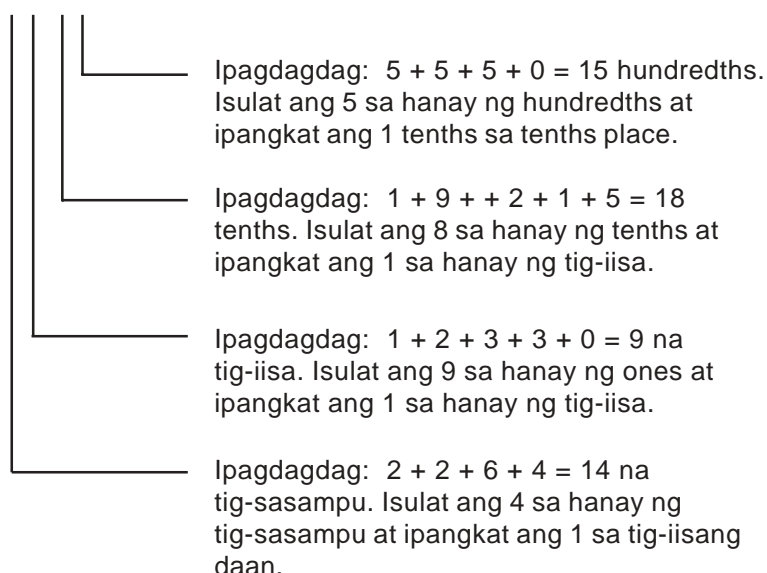 Ipagdagdag: 5 + 5 + 5 + 0 = 15 hundredths.
Isulat ang 5 sa hanay ng hundredths at
ipangkat ang 1 tenths sa tenths place.
Ipagdagdag: 1 + 9 + + 2 + 1 + 5 = 18
tenths. Isulat ang 8 sa hanay ng tenths at
ipangkat ang 1 sa hanay ng tig-iisa.
Ipagdagdag: 1 + 2 + 3 + 3 + 0 = 9 na
tig-iisa. Isulat ang 9 sa hanay ng ones at
ipangkat ang 1 sa hanay ng tig-iisa.
Ipagdagdag: 2 + 2 + 6 + 4 = 14 na
tig-sasampu. Isulat ang 4 sa hanay ng
tig-sasampu at ipangkat ang 1 sa tig-iisang
daan.